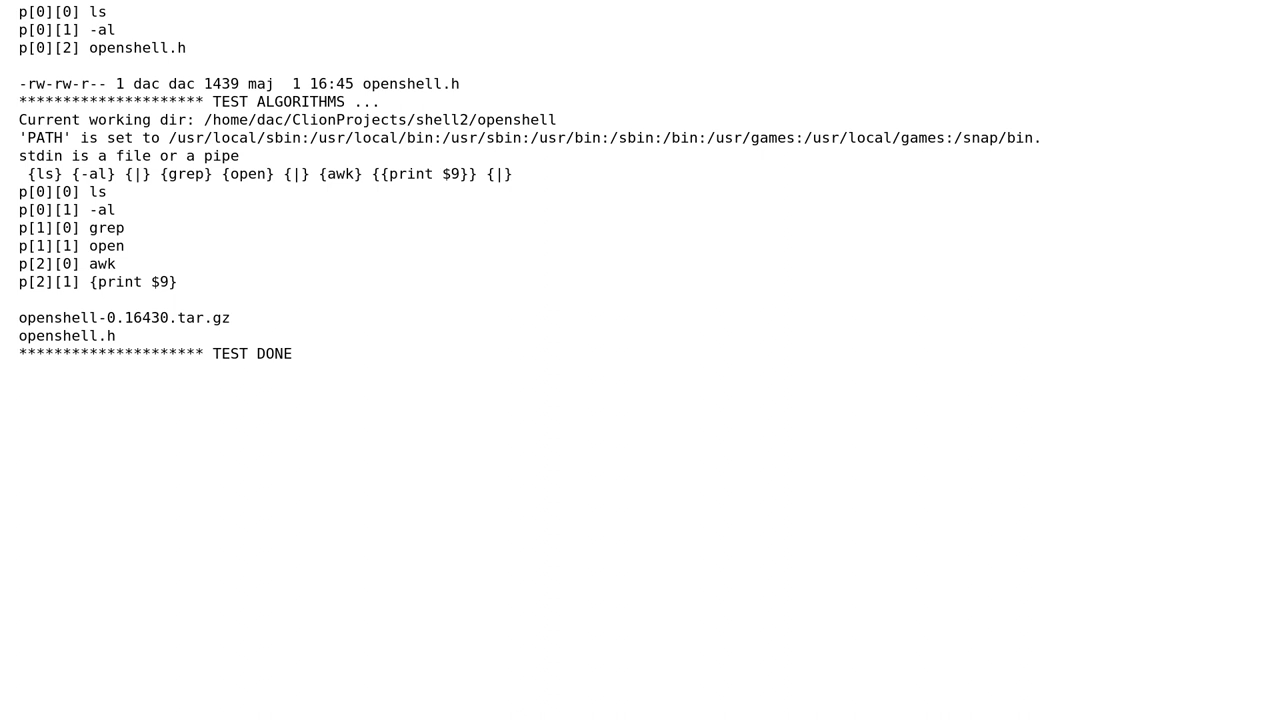 p[0][0] ls
p[0][1] -al
p[0][2] openshell.h
-rw-rw-r-- 1 dac dac 1439 maj  1 16:45 openshell.h
********************* TEST ALGORITHMS ...
Current working dir: /home/dac/ClionProjects/shell2/openshell
'PATH' is set to /usr/local/sbin:/usr/local/bin:/usr/sbin:/usr/bin:/sbin:/bin:/usr/games:/usr/local/games:/snap/bin.
stdin is a file or a pipe
 {ls} {-al} {|} {grep} {open} {|} {awk} {{print $9}} {|}
p[0][0] ls
p[0][1] -al
p[1][0] grep
p[1][1] open
p[2][0] awk
p[2][1] {print $9}
openshell-0.16430.tar.gz
openshell.h
********************* TEST DONE